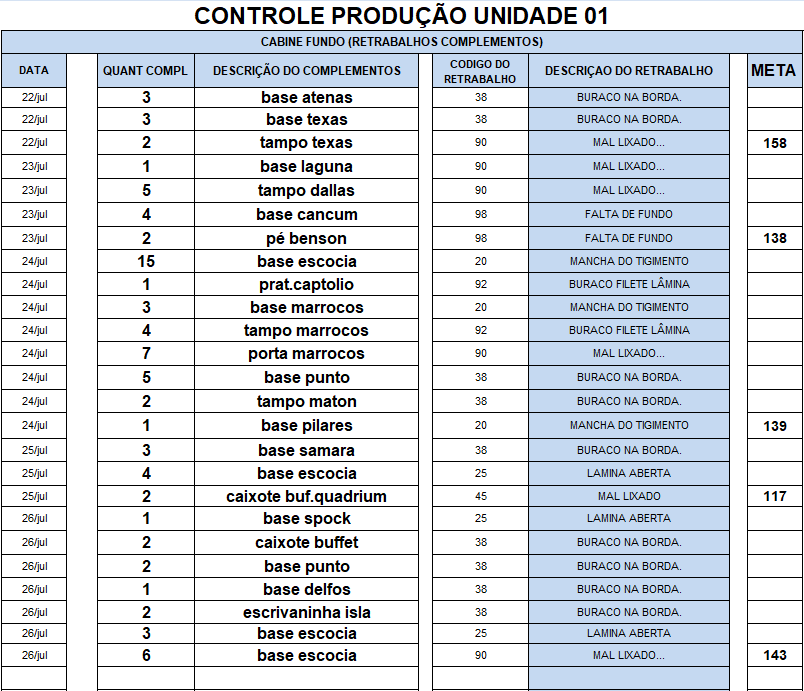 CONTROLE PRODUÇÃO UNIDADE 01
CABINE FUNDO (RETRABALHOS COMPLEMENTOS)
DATA QUANT COMPL DESCRIÇÃO DO COMPLEMENTOS CODIGO DO RETRABALHO DESCRIÇAO DO RETRABALHO META
22/jul 3 base atenas 38 BURACO NA BORDA.
22/jul 3 base texas 38 BURACO NA BORDA.
22/jul 2 tampo texas 90 MAL LIXADO... 158
23/jul 1 base laguna 90 MAL LIXADO...
23/jul 5 tampo dallas 90 MAL LIXADO...
23/jul 4 base cancum 98 FALTA DE FUNDO
23/jul 2 pé benson 98 FALTA DE FUNDO 138
24/jul 15 base escocia 20 MANCHA DO TIGIMENTO
24/jul 1 prat.captolio 92 BURACO FILETE LÂMINA
24/jul 3 base marrocos 20 MANCHA DO TIGIMENTO
24/jul 4 tampo marrocos 92 BURACO FILETE LÂMINA
24/jul 7 porta marrocos 90 MAL LIXADO...
24/jul 5 base punto 38 BURACO NA BORDA.
24/jul 2 tampo maton 38 BURACO NA BORDA.
24/jul 1 base pilares 20 MANCHA DO TIGIMENTO 139
25/jul 3 base samara 38 BURACO NA BORDA.
25/jul 4 base escocia 25 LAMINA ABERTA
25/jul 2 caixote buf.quadrium 45 MAL LIXADO 117
26/jul 1 base spock 25 LAMINA ABERTA
26/jul 2 caixote buffet 38 BURACO NA BORDA.
26/jul 2 base punto 38 BURACO NA BORDA.
26/jul 1 base delfos 38 BURACO NA BORDA.
26/jul 2 escrivaninha isla 38 BURACO NA BORDA.
26/jul 3 base escocia 25 LAMINA ABERTA
26/jul 6 base escocia 90 MAL LIXADO... 143